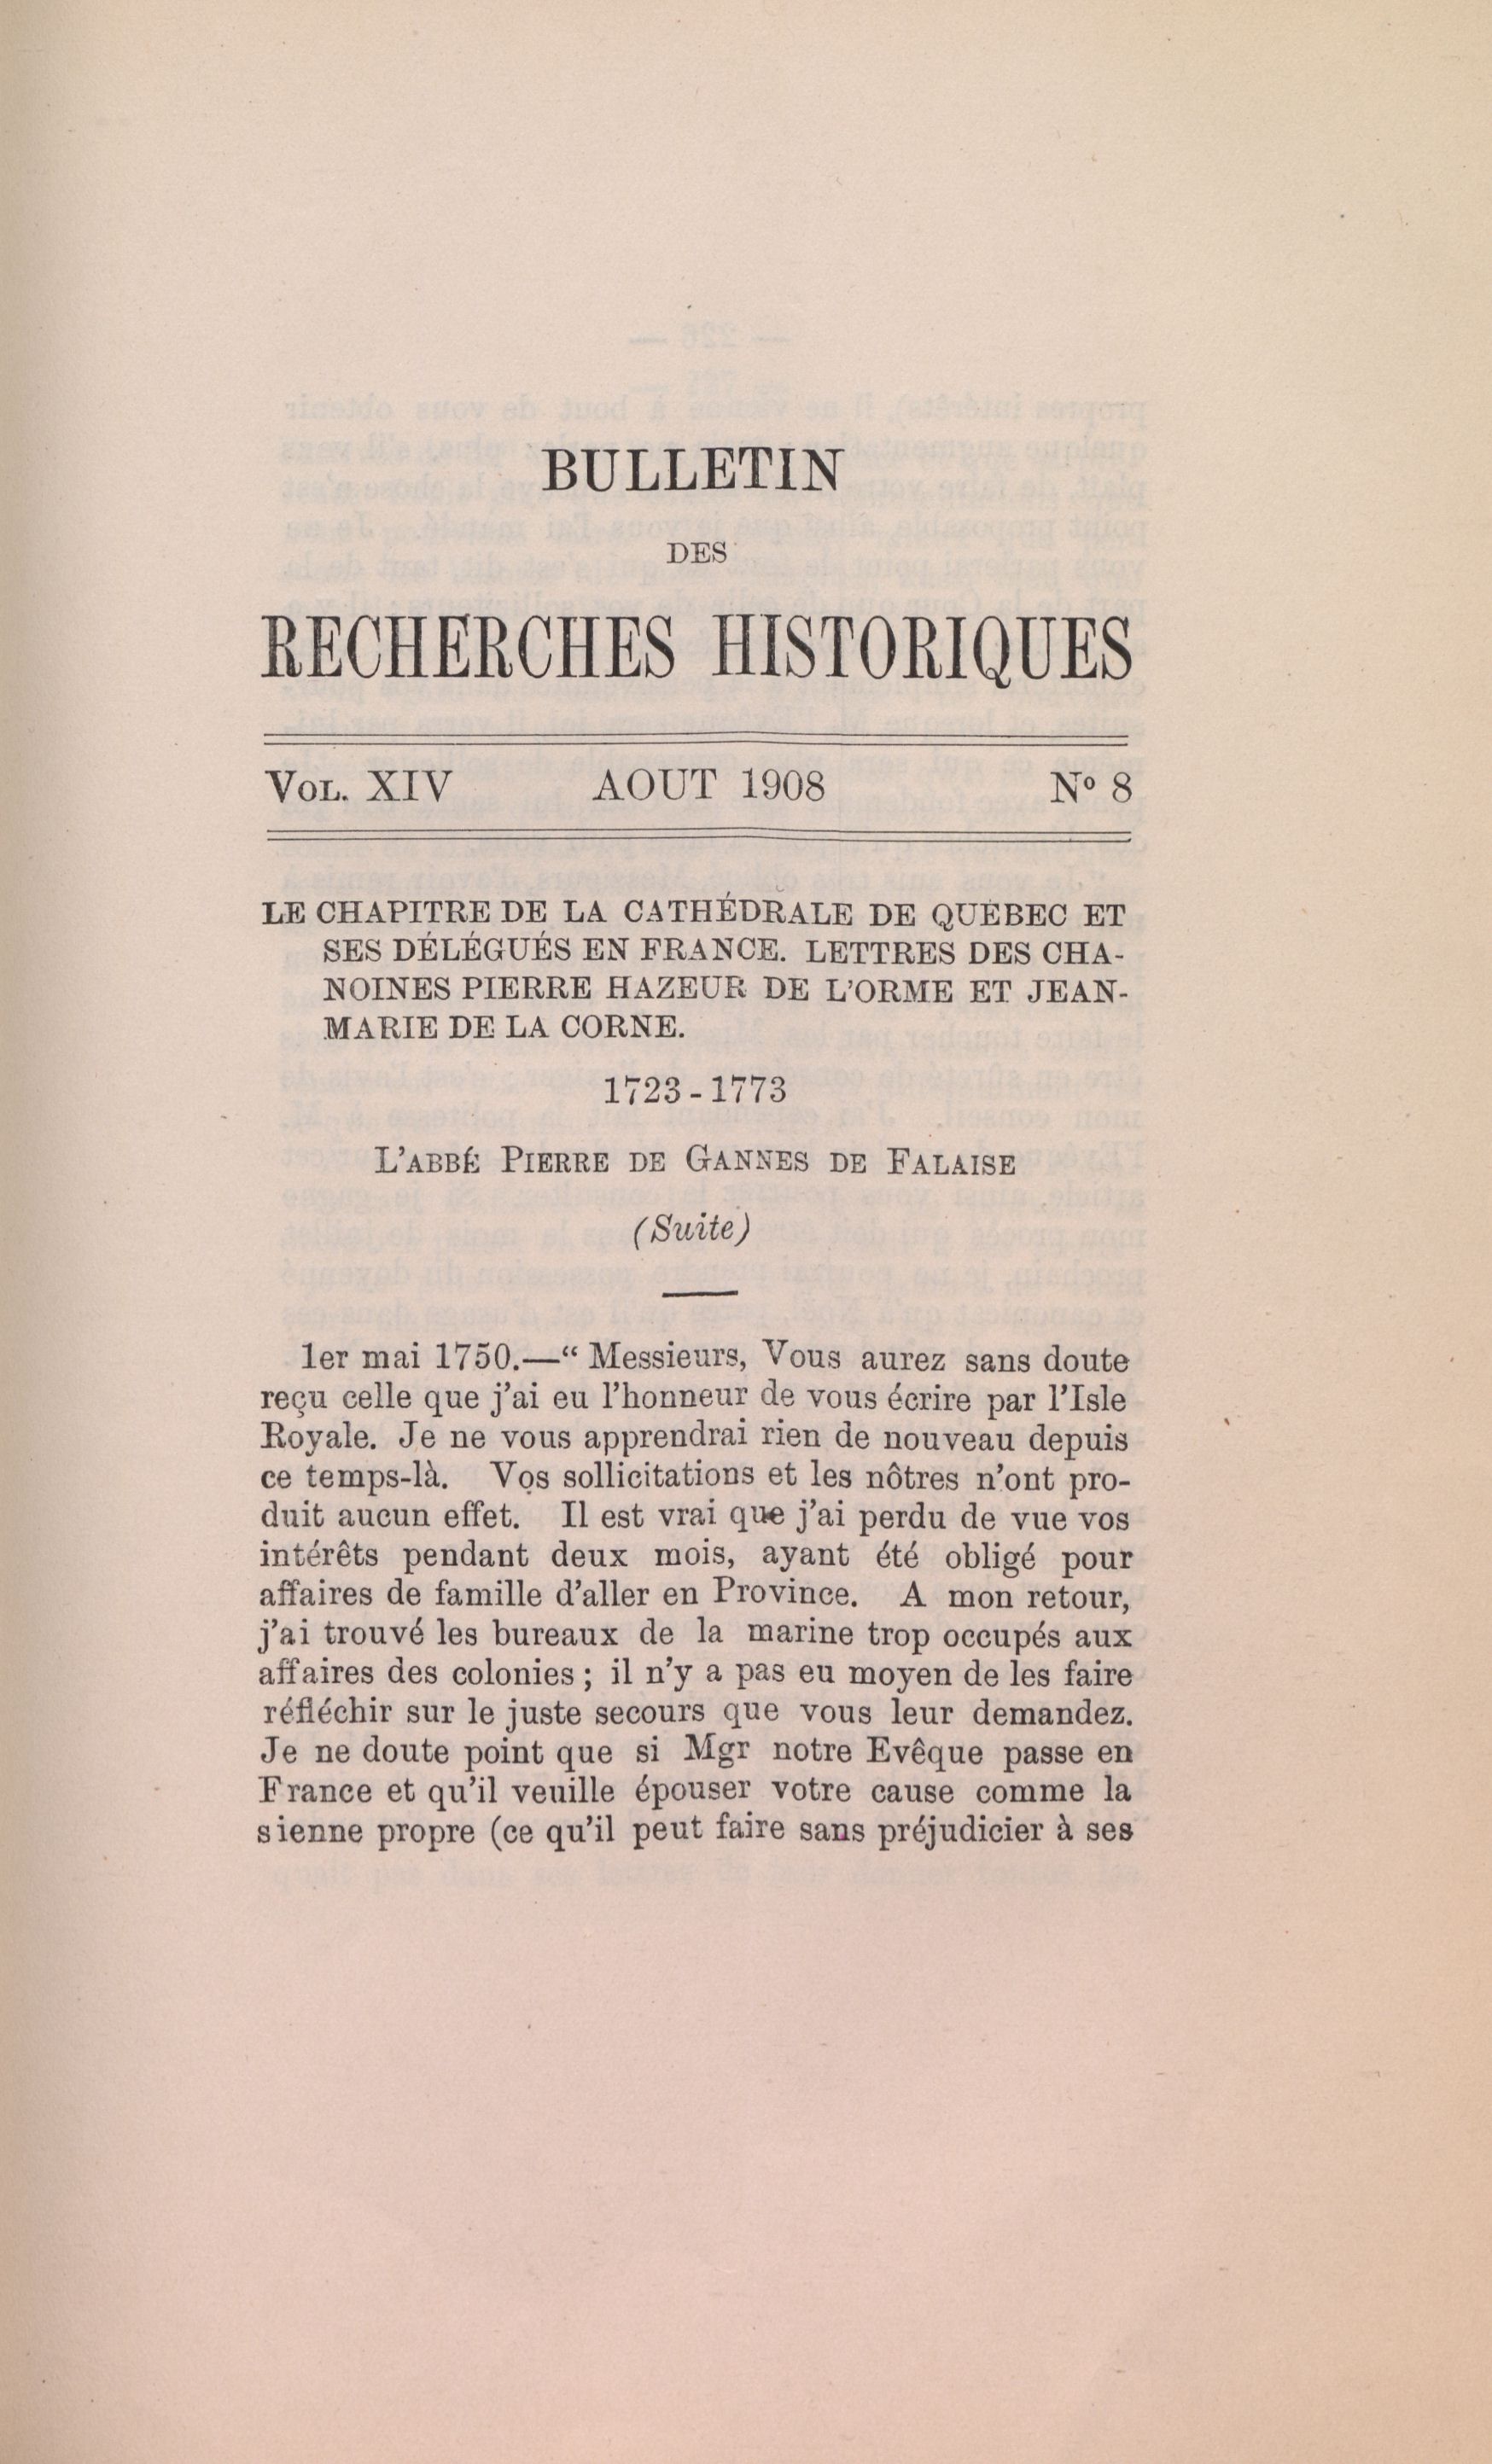 BULLETIN
DES
RECHERCHES HISTORIQUES
VOL. XIV AOUT 1908 Nº 8
LE CHAPITRE DE LA CATHÉDRALE DE QUÉBEC ET
SES DÉLÉGUÉS EN FRANCE. LETTRES DES CHA-
NOINES PIERRE HAZEUR DE L'ORME ET JEAN-
MARIE DE LA CORNE.
1723-1773
L'ABBÉ PIERRE DE GANNES DE FALAISE
(Suite)
1er mai 1750.—“ Messieurs, Vous aurez sans doute
reçu celle que j'ai eu l'honneur de vous écrire par l'Isle
Royale. Je ne vous apprendrai rien de nouveau depuis
ce temps-là. Vos sollicitations et les nôtres n'ont pro-
duit aucun effet. Il est vrai que j'ai perdu de vue vos
intérêts pendant deux mois, ayant été obligé pour
affaires de famille d'aller en Province. A mon retour,
j'ai trouvé les bureaux de la marine trop occupés aux
affaires des colonies ; il n'y a pas eu moyen de les faire
réfléchir sur le juste secours que vous leur demandez.
Je ne doute point que si Mgr notre Evêque passe en
France et qu'il veuille épouser votre cause comme la
sienne propre (ce qu'il peut faire sans préjudicier à ses